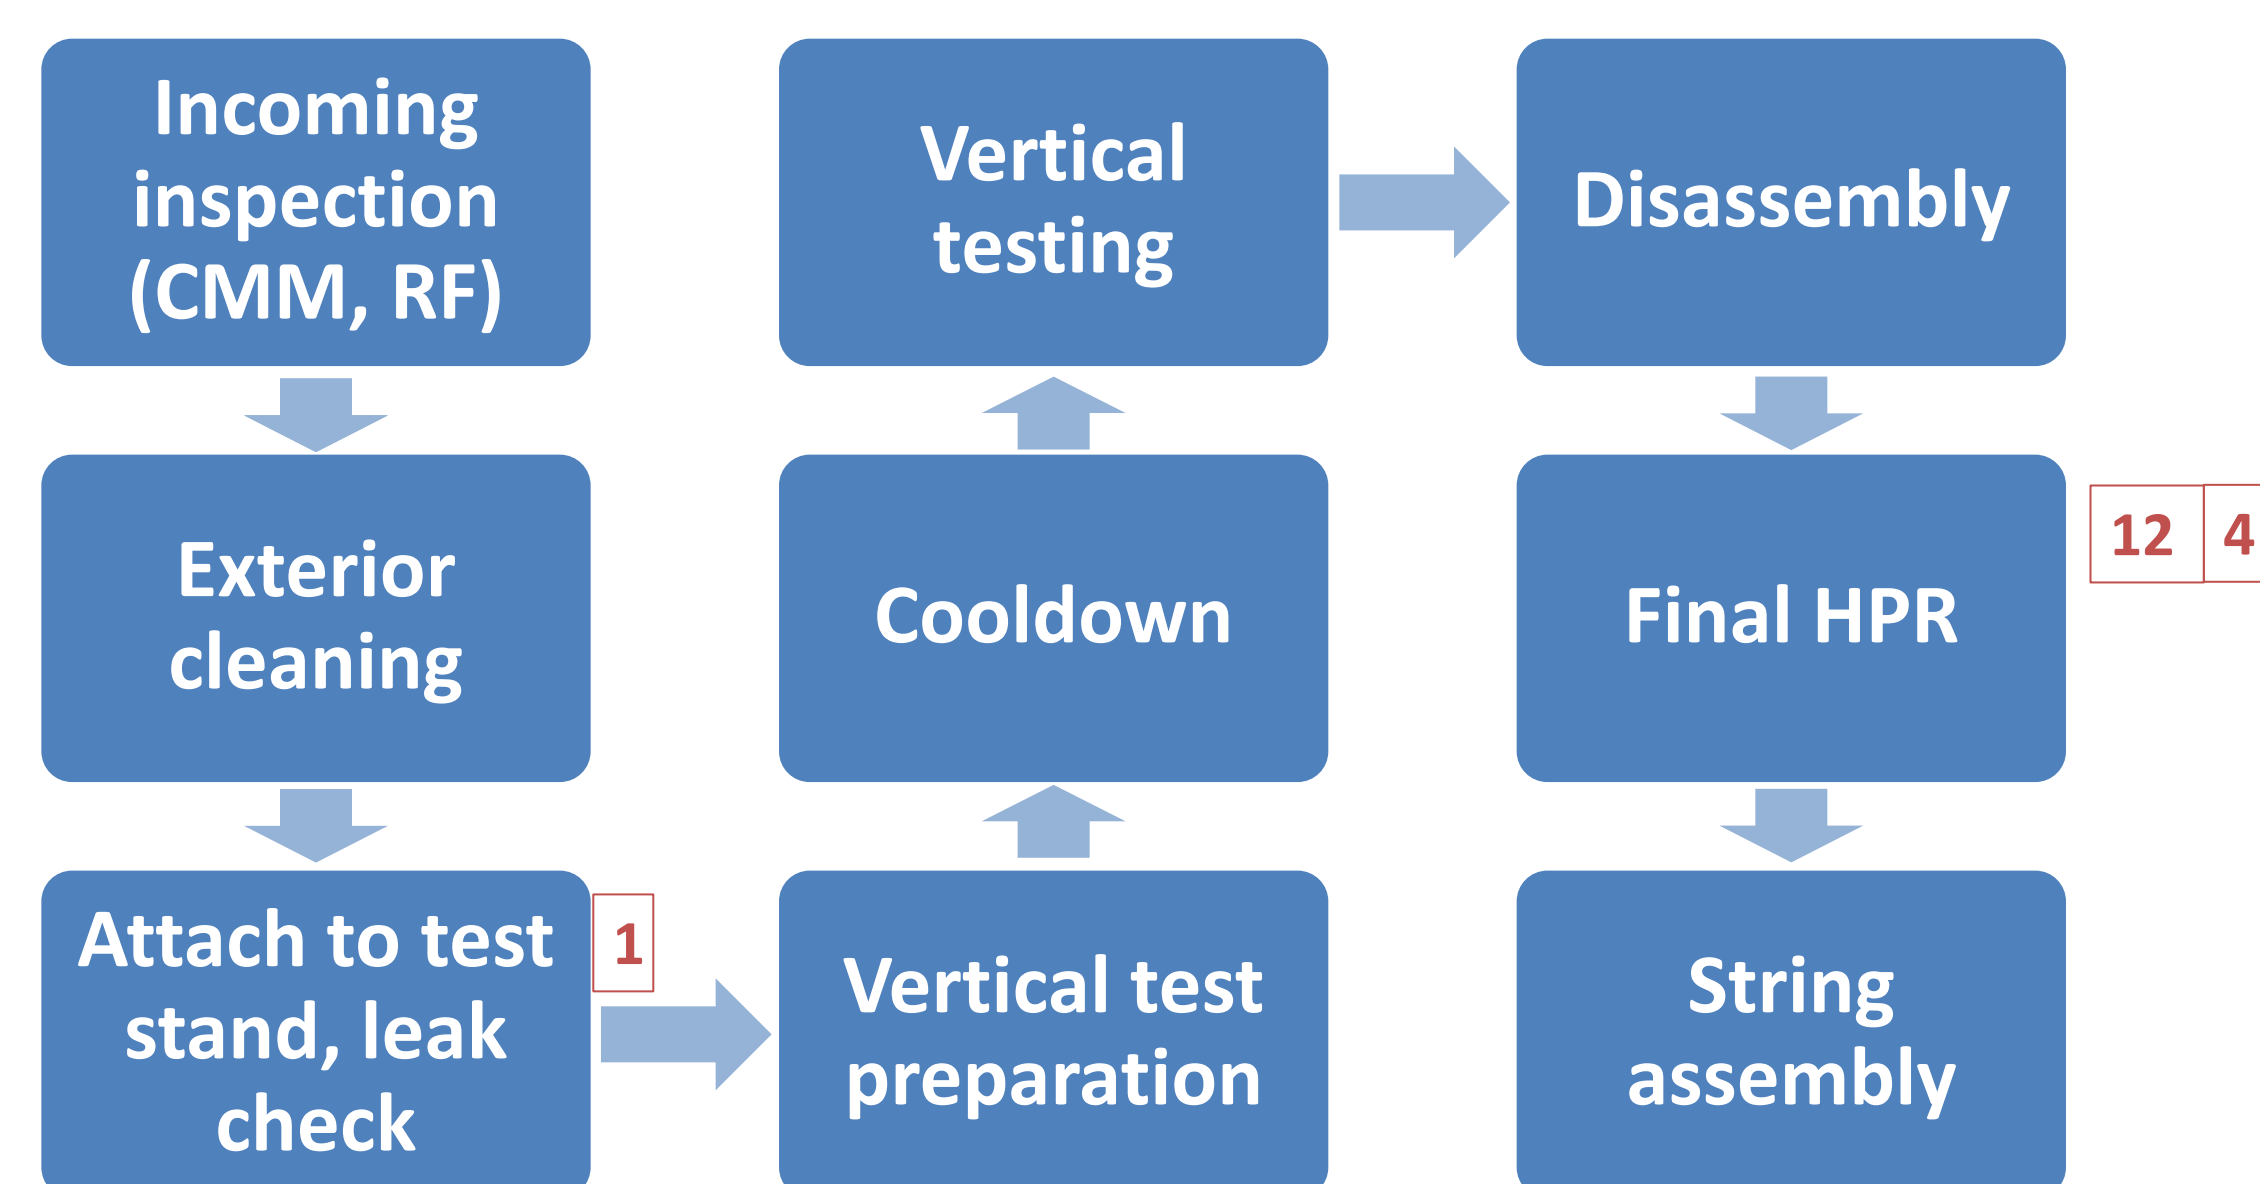 Incoming
inspection
(CMM, RF)
Exterior
cleaning
Attach to test
stand, leak
check
1
Vertical test
preparation
Cooldown
Vertical
testing
Disassembly
Final HPR
12 4
String
assembly